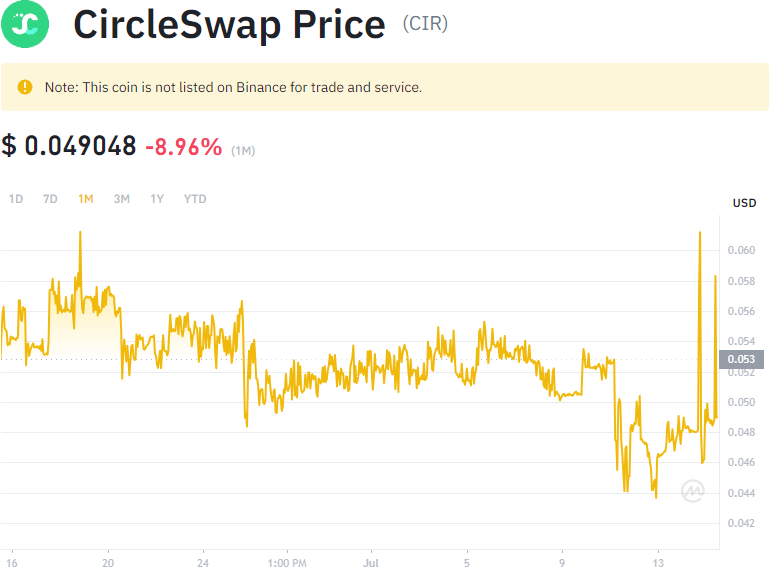 CircleSwap Price (CIR)
Note: This coin is not listed on Binance for trade and service.
$ 0.049048 -8.96% (1M)
1D 7D 1M 3M 1Y YTD
USD
0.060
0.058
0.056
0.054
0.053
0.052
0.050
0.048
0.046
0.044
0.042
16 20 24 1:00 PM Jul 5 9 13